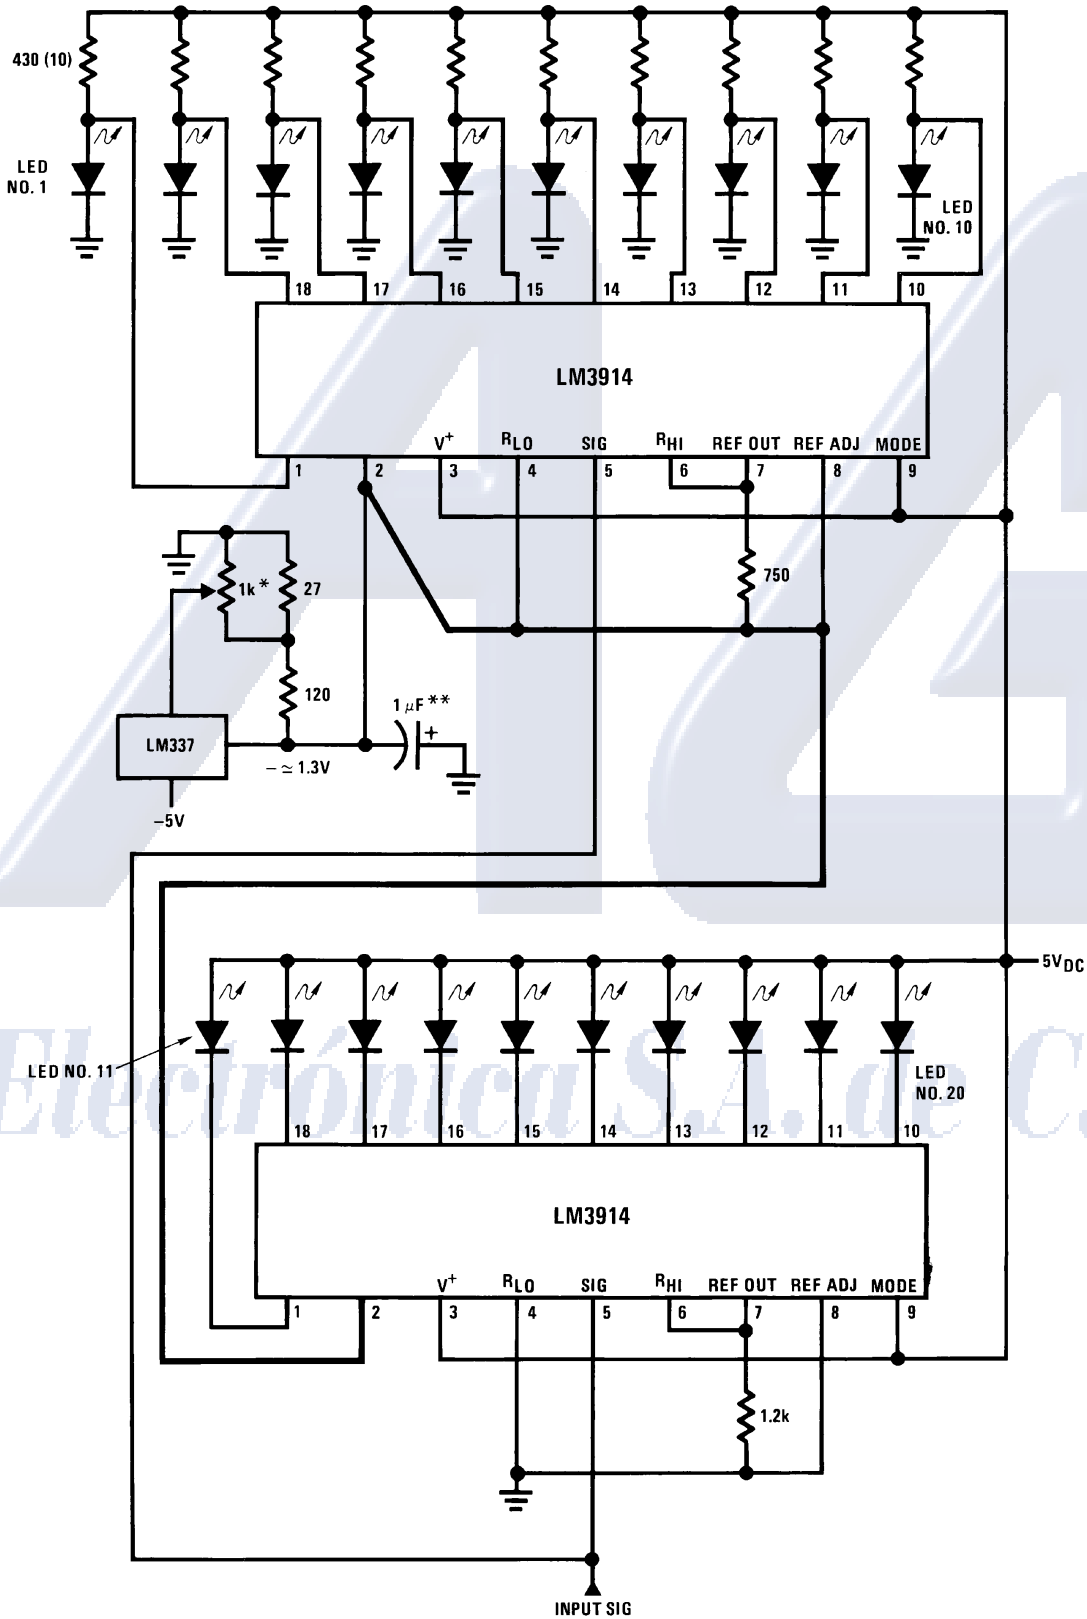 430 (10)
LED
NO. 1
LED
NO. 10
18 17 16 15 14 13 12 11 10
LM3914
V+ RLO SIG RHI REF OUT REF ADJ MODE
1 2 3 4 5 6 7 8 9
1k* 27
750
120
1 μF**
+
LM337
− ≃ 1.3V
−5V
5VDC
LED NO. 11
LED
NO. 20
Electrónica S.A. de C.
18 17 16 15 14 13 12 11 10
LM3914
V+ RLO SIG RHI REF OUT REF ADJ MODE
1 2 3 4 5 6 7 8 9
1.2k
INPUT SIG